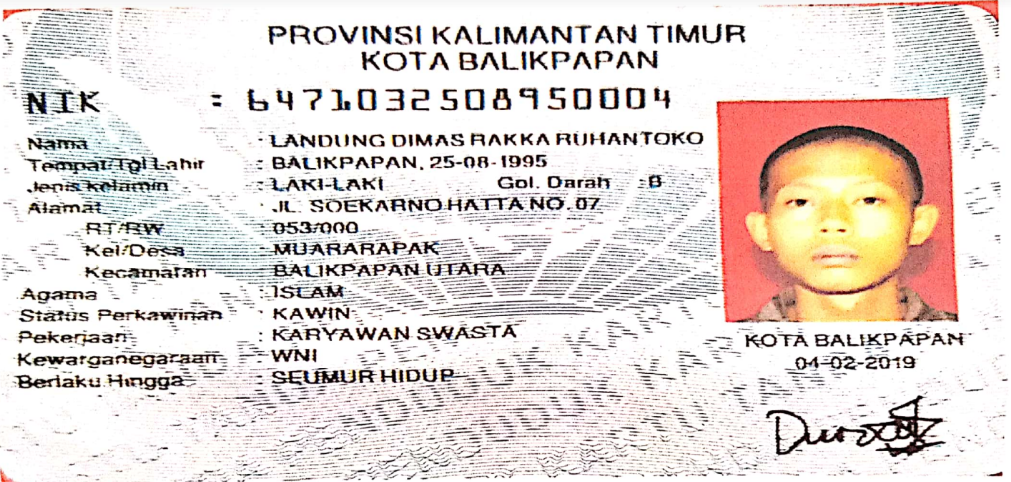 PROVINSI KALIMANTAN TIMUR
KOTA BALIKPAPAN
NIK : 6471032508950004
Nama : LANDUNG DIMAS RAKKA RUHANTOKO
Tempat/Tgl Lahir : BALIKPAPAN, 25-08-1995
Jenis kelamin : LAKI-LAKI Gol. Darah : B
Alamat : JL. SOEKARNO HATTA NO. 07
RT/RW : 053/000
Kel/Desa : MUARARAPAK
Kecamatan : BALIKPAPAN UTARA
Agama : ISLAM
Status Perkawinan : KAWIN
Pekerjaan : KARYAWAN SWASTA
Kewarganegaraan : WNI
Berlaku Hingga : SEUMUR HIDUP
KOTA BALIKPAPAN
04-02-2019